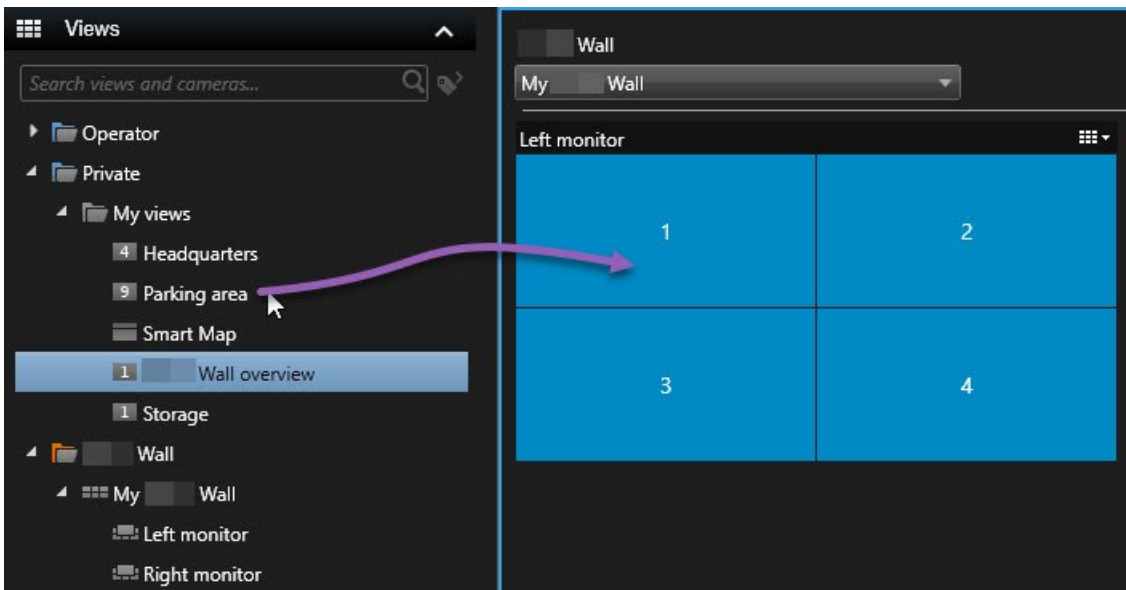 Views
Search views and cameras...
Operator
Private
My views
4 Headquarters
9 Parking area
Smart Map
1 Wall overview
1 Storage
Wall
My Wall
Left monitor
Right monitor
Wall
My Wall
Left monitor
1 2
3 4